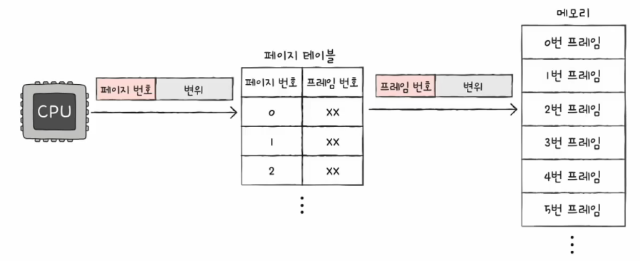 메모리
페이지 테이블
CPU
페이지 번호 변위
페이지 번호 프레임 번호
0 XX
1 XX
2 XX
프레임 번호 변위
0번 프레임
1번 프레임
2번 프레임
3번 프레임
4번 프레임
5번 프레임